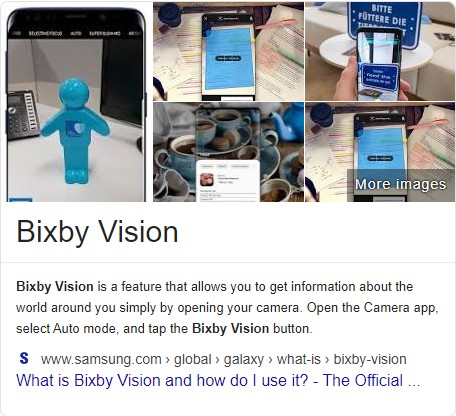 SELECTIVE FOCUS AUTO SUPER SLOW-MO AR
BITTE
FÜTTERE DIE
feed the
More images
Bixby Vision
Bixby Vision is a feature that allows you to get information about the
world around you simply by opening your camera. Open the Camera app,
select Auto mode, and tap the Bixby Vision button.
S www.samsung.com › global › galaxy › what-is › bixby-vision
What is Bixby Vision and how do I use it? - The Official ...